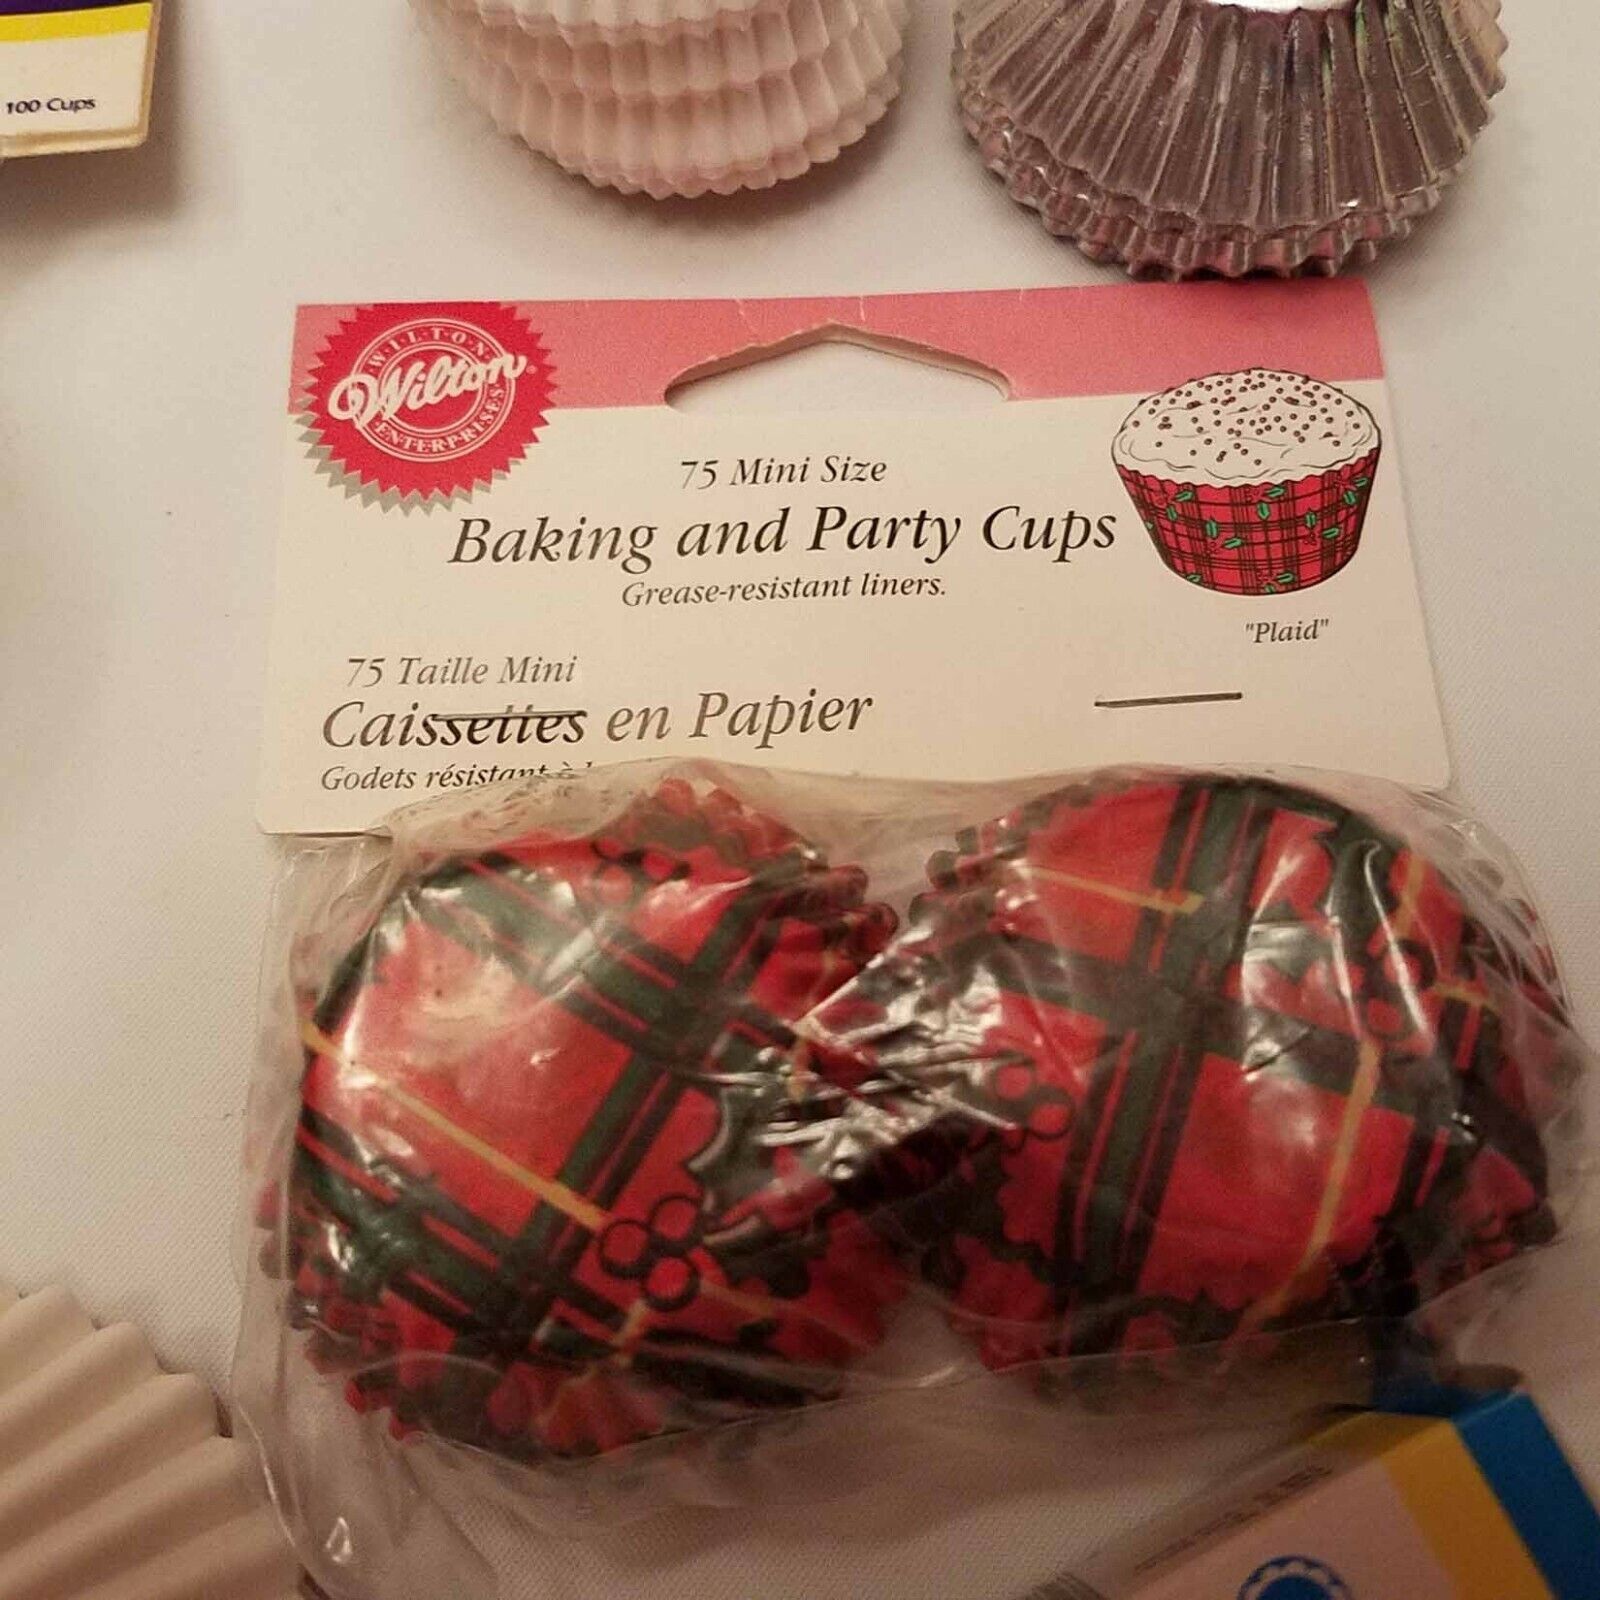 100 Cups
WILTON
Wilton®
ENTERPRISES
75 Mini Size
Baking and Party Cups
Grease-resistant liners.
"Plaid"
75 Taille Mini
Caissettes en Papier
Godets résistant à